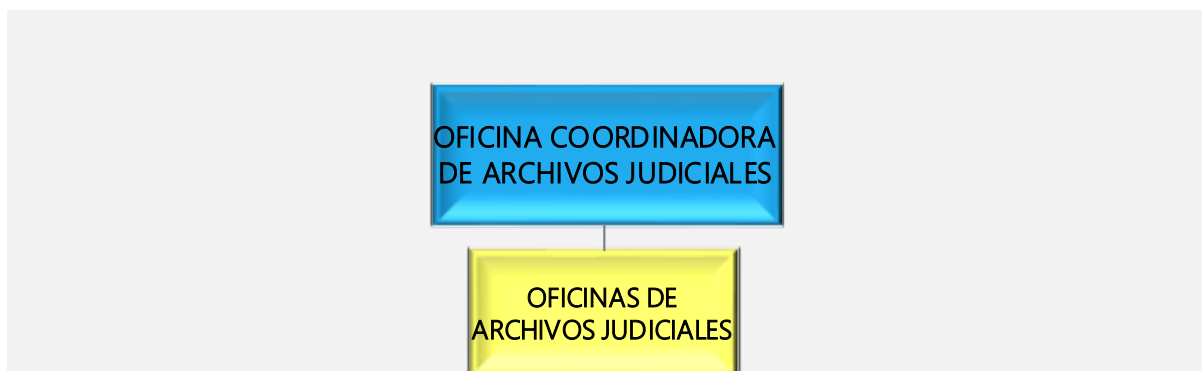 OFICINA COORDINADORA
DE ARCHIVOS JUDICIALES
OFICINAS DE
ARCHIVOS JUDICIALES